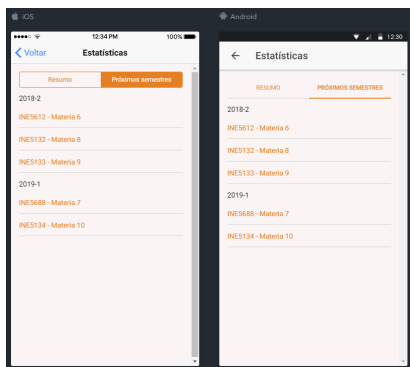 iOS
12:34 PM
100%
Voltar
Estatísticas
Resumo
Próximos semestres
2018-2
INE5612 - Materia 6
INE5132 - Materia 8
INE5133 - Materia 9
2019-1
INE5688 - Materia 7
INE5134 - Materia 10
Android
12:30
Estatísticas
RESUMO
PRÓXIMOS SEMESTRES
2018-2
INE5612 - Materia 6
INE5132 - Materia 8
INE5133 - Materia 9
2019-1
INE5688 - Materia 7
INE5134 - Materia 10